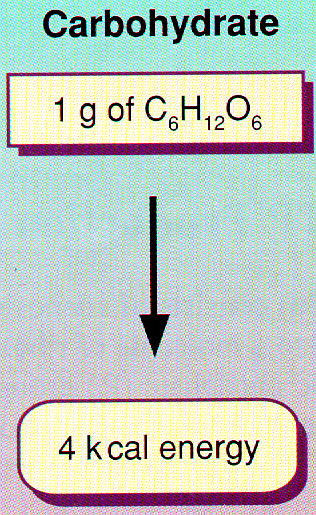 Carbohydrate
1 g of C₆H₁₂O₆
4 kcal energy